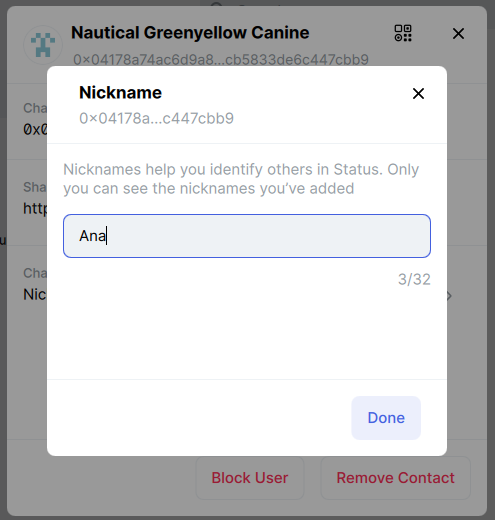 Nautical Greenyellow Canine
0×04178a74ac6d9a8...cb5833de6c447cbb9
Nickname
0×04178a...c447cbb9
Cha
0x0
Nicknames help you identify others in Status. Only
you can see the nicknames you've added
Sha
http
Ana
3/32
Cha
Nic
Done
Block User
Remove Contact